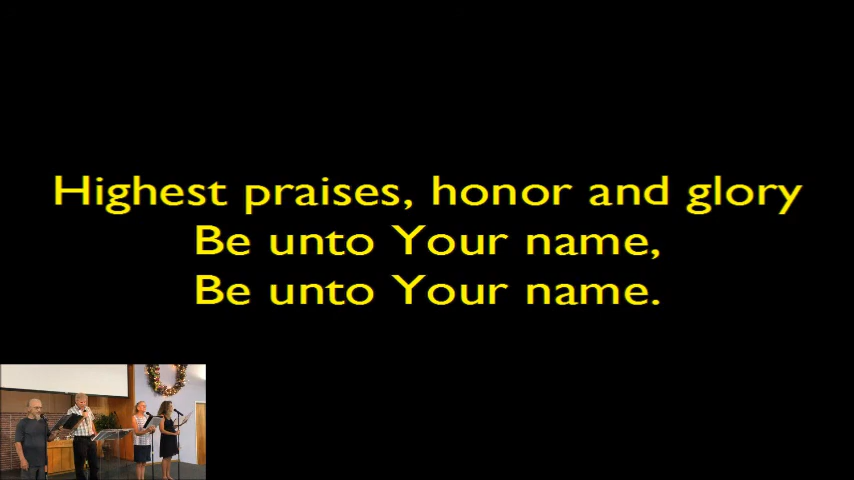 Highest praises, honor and glory
Be unto Your name,
Be unto Your name.